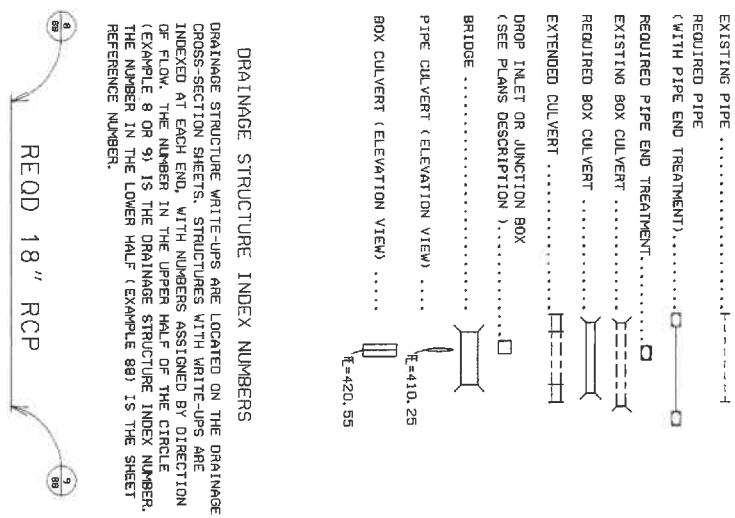 EXISTING PIPE
REQUIRED PIPE
(WITH PIPE END TREATMENT)
REQUIRED PIPE END TREATMENT
EXISTING BOX CULVERT
REQUIRED BOX CULVERT
EXTENDED CULVERT
DROP INLET OR JUNCTION BOX
(SEE PLANS DESCRIPTION)
BRIDGE
PIPE CULVERT (ELEVATION VIEW)
FL=410.25
BOX CULVERT (ELEVATION VIEW)
FL=420.55
DRAINAGE STRUCTURE INDEX NUMBERS
DRAINAGE STRUCTURE WRITE-UPS ARE LOCATED ON THE DRAINAGE
CROSS-SECTION SHEETS. STRUCTURES WITH WRITE-UPS ARE
INDEXED AT EACH END, WITH NUMBERS ASSIGNED BY DIRECTION
OF FLOW. THE NUMBER IN THE UPPER HALF OF THE CIRCLE
(EXAMPLE 8 OR 9) IS THE DRAINAGE STRUCTURE INDEX NUMBER.
THE NUMBER IN THE LOWER HALF (EXAMPLE 88) IS THE SHEET
REFERENCE NUMBER.
8
88
REQD 18" RCP
9
88